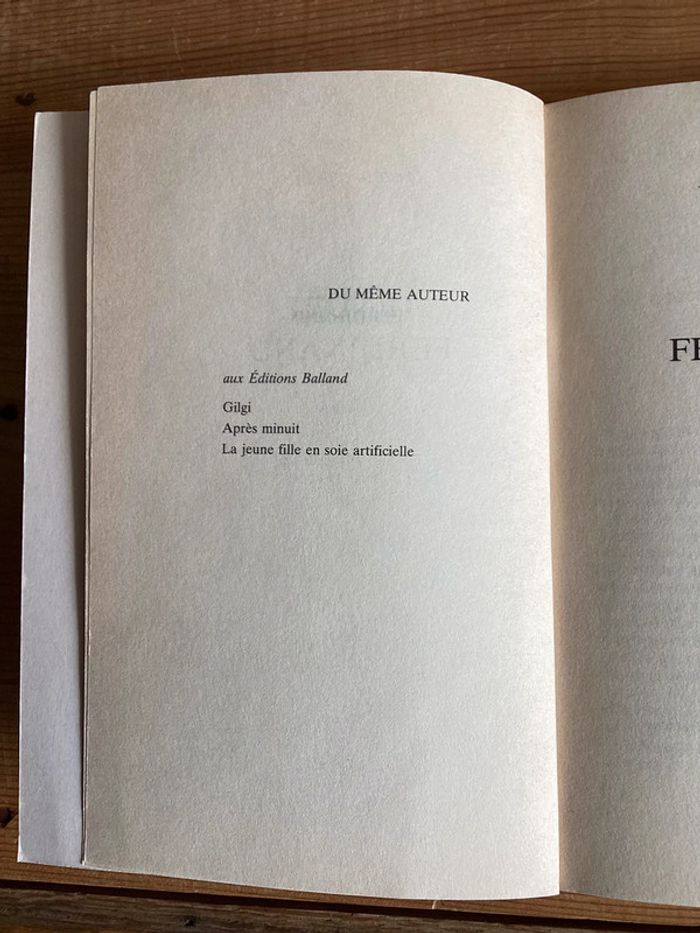 DU MÊME AUTEUR
aux Éditions Balland
Gilgi
Après minuit
La jeune fille en soie artificielle